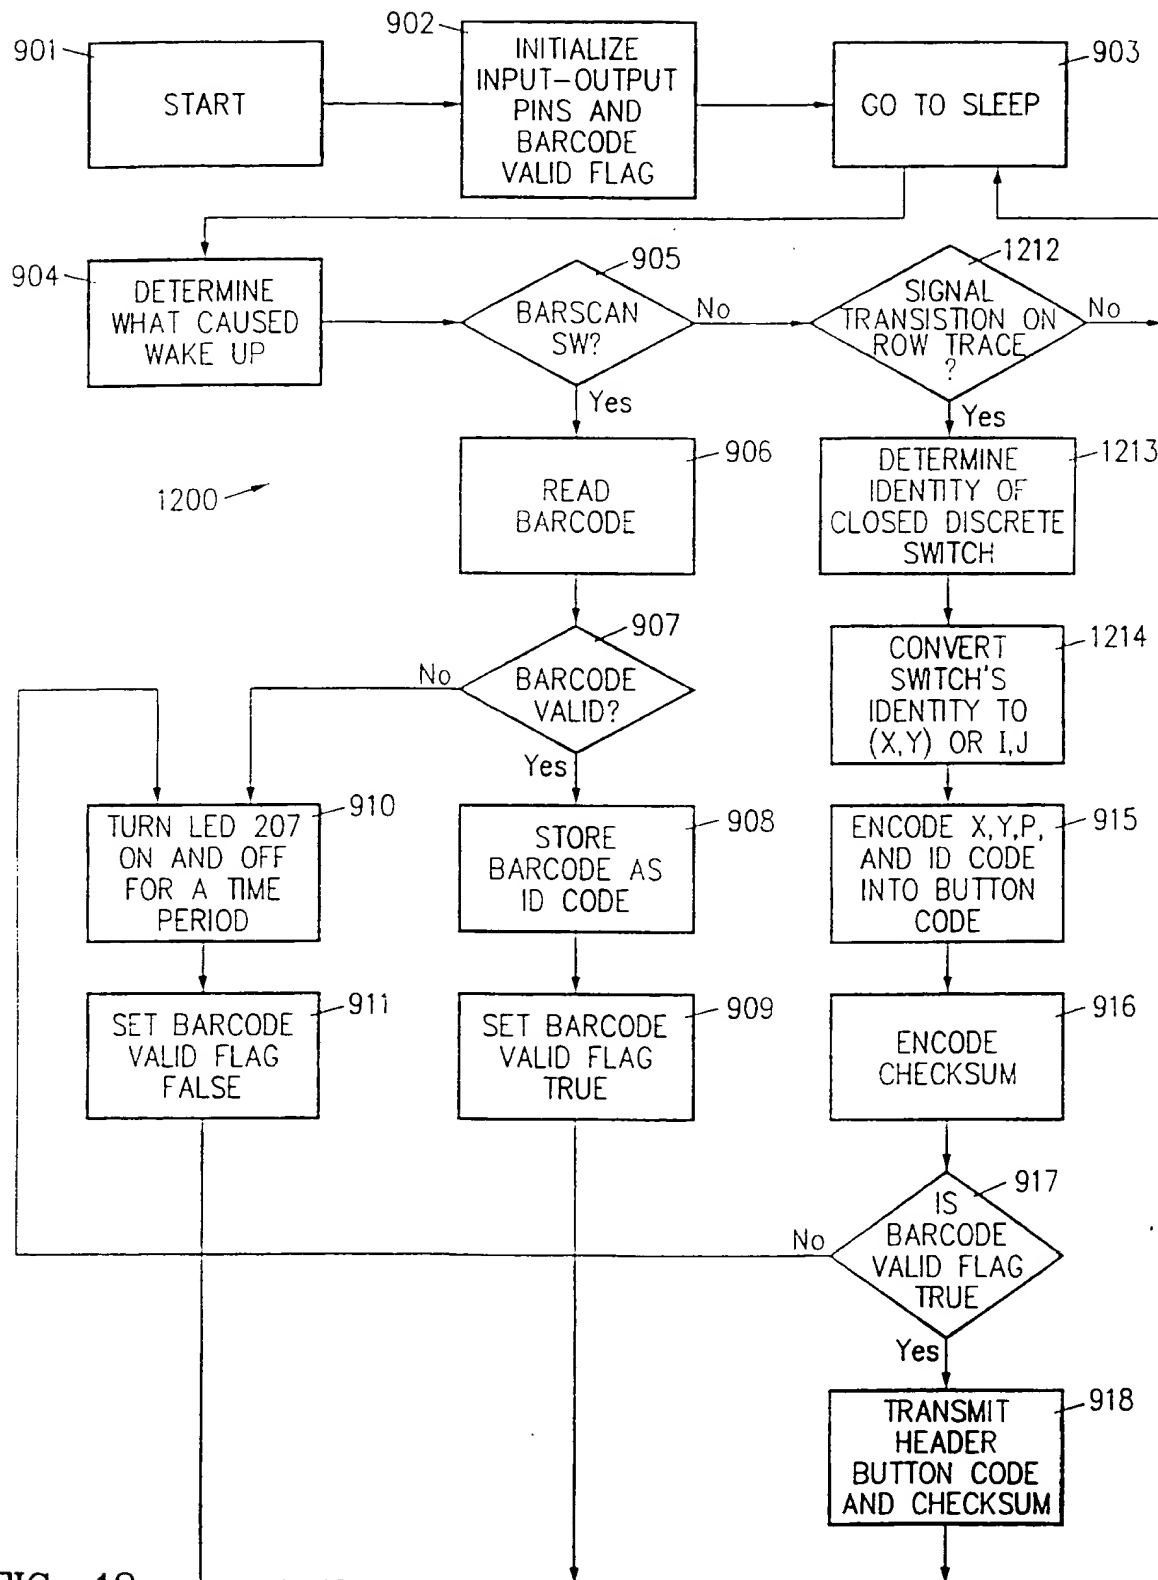 901
START
902
INITIALIZE
INPUT-OUTPUT
PINS AND
BARCODE
VALID FLAG
903
GO TO SLEEP
904
DETERMINE
WHAT CAUSED
WAKE UP
905
BARSCAN
SW?
No
Yes
1212
SIGNAL
TRANSISTION ON
ROW TRACE
?
No
Yes
1200
906
READ
BARCODE
1213
DETERMINE
IDENTITY OF
CLOSED DISCRETE
SWITCH
907
BARCODE
VALID?
No
Yes
1214
CONVERT
SWITCH'S
IDENTITY TO
(X,Y) OR I,J
910
TURN LED 207
ON AND OFF
FOR A TIME
PERIOD
908
STORE
BARCODE AS
ID CODE
915
ENCODE X,Y,P,
AND ID CODE
INTO BUTTON
CODE
911
SET BARCODE
VALID FLAG
FALSE
909
SET BARCODE
VALID FLAG
TRUE
916
ENCODE
CHECKSUM
917
IS
BARCODE
VALID FLAG
TRUE
No
Yes
918
TRANSMIT
HEADER
BUTTON CODE
AND CHECKSUM